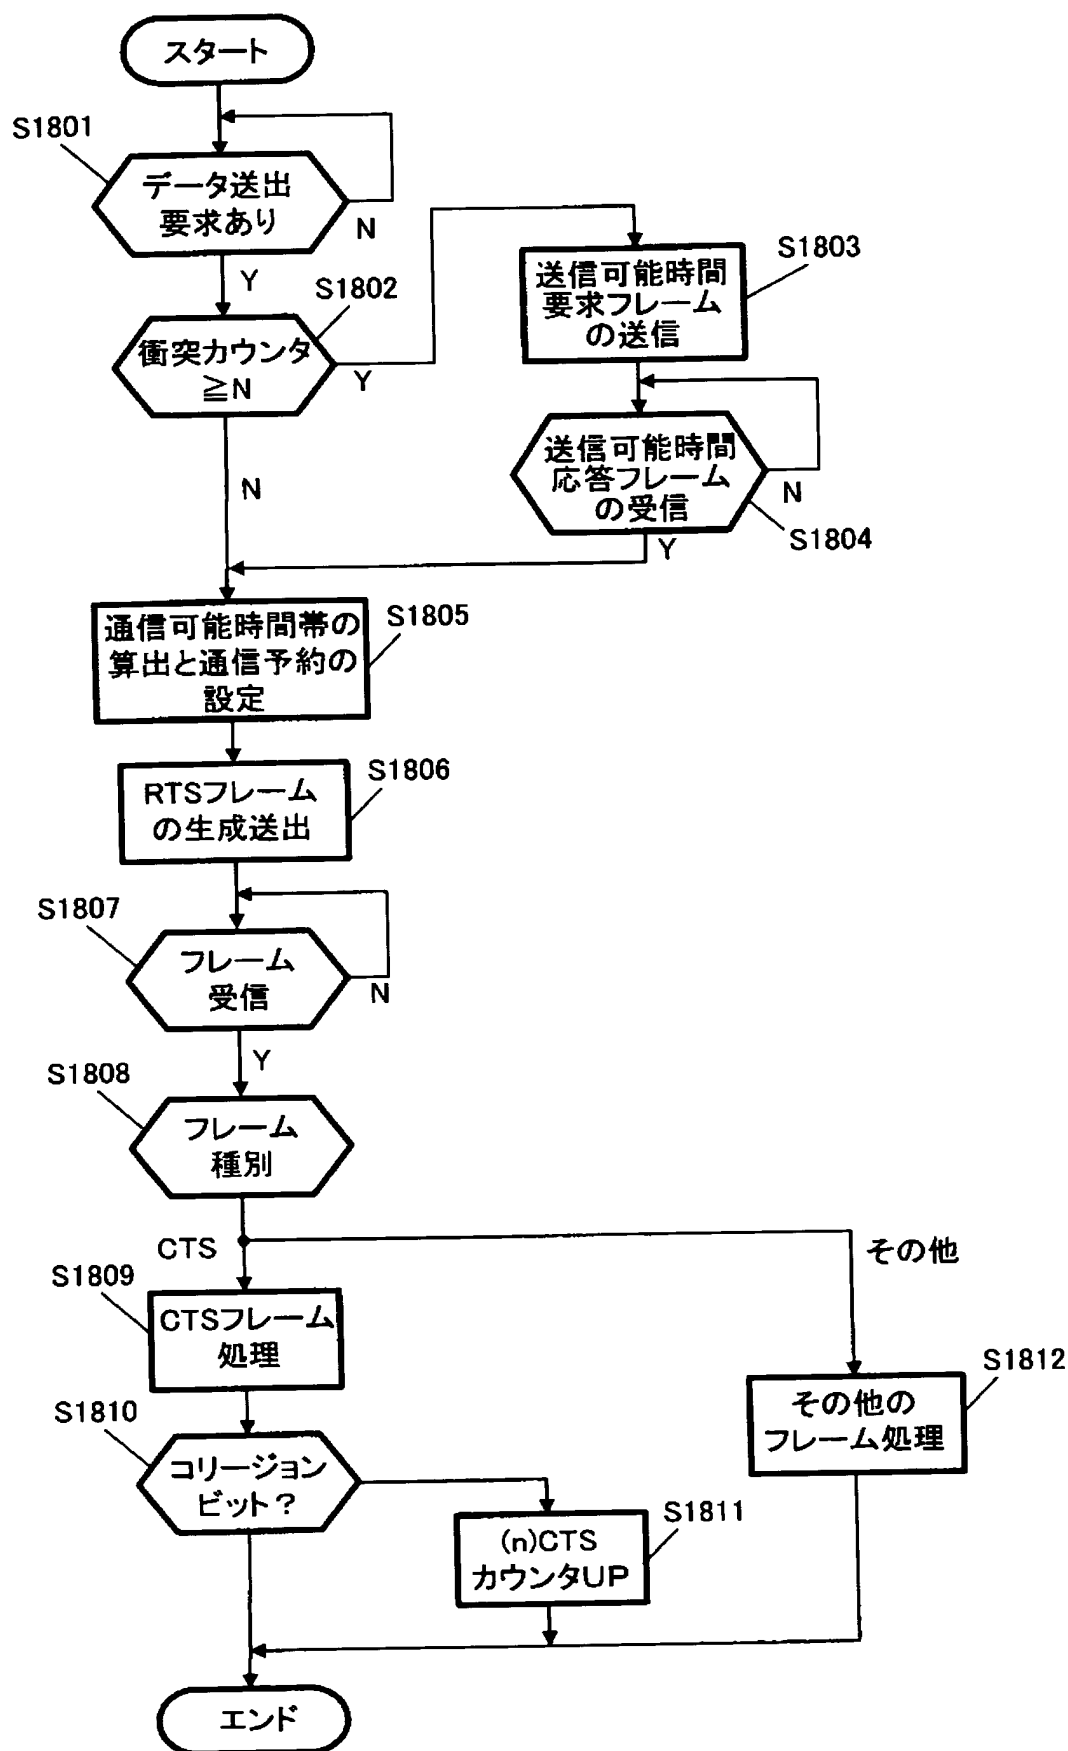 スタート
S1801
データ送出
要求あり
N
Y
S1802
衝突カウンタ
≧N
Y
N
S1803
送信可能時間
要求フレーム
の送信
送信可能時間
応答フレーム
の受信
N
S1804
Y
通信可能時間帯の
算出と通信予約の
設定
S1805
RTSフレーム
の生成送出
S1806
S1807
フレーム
受信
N
Y
S1808
フレーム
種別
CTS
その他
S1809
CTSフレーム
処理
S1810
コリージョン
ビット?
(n)CTS
カウンタUP
S1811
その他の
フレーム処理
S1812
エンド